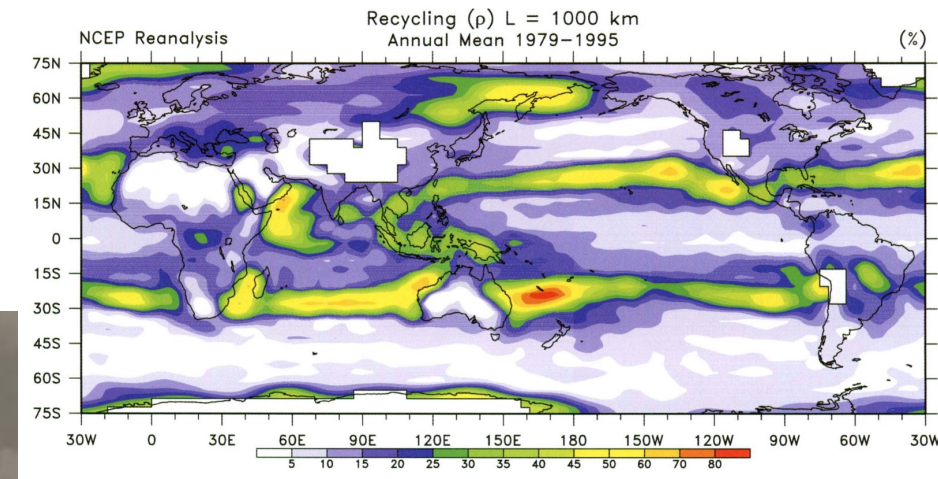 Recycling (ρ) L = 1000 km
NCEP Reanalysis
Annual Mean 1979–1995
(%)
75N
60N
45N
30N
15N
0
15S
30S
45S
60S
75S
30W 0 30E 60E 90E 120E 150E 180 150W 120W 90W 60W 30W
5 10 15 20 25 30 35 40 45 50 60 70 80